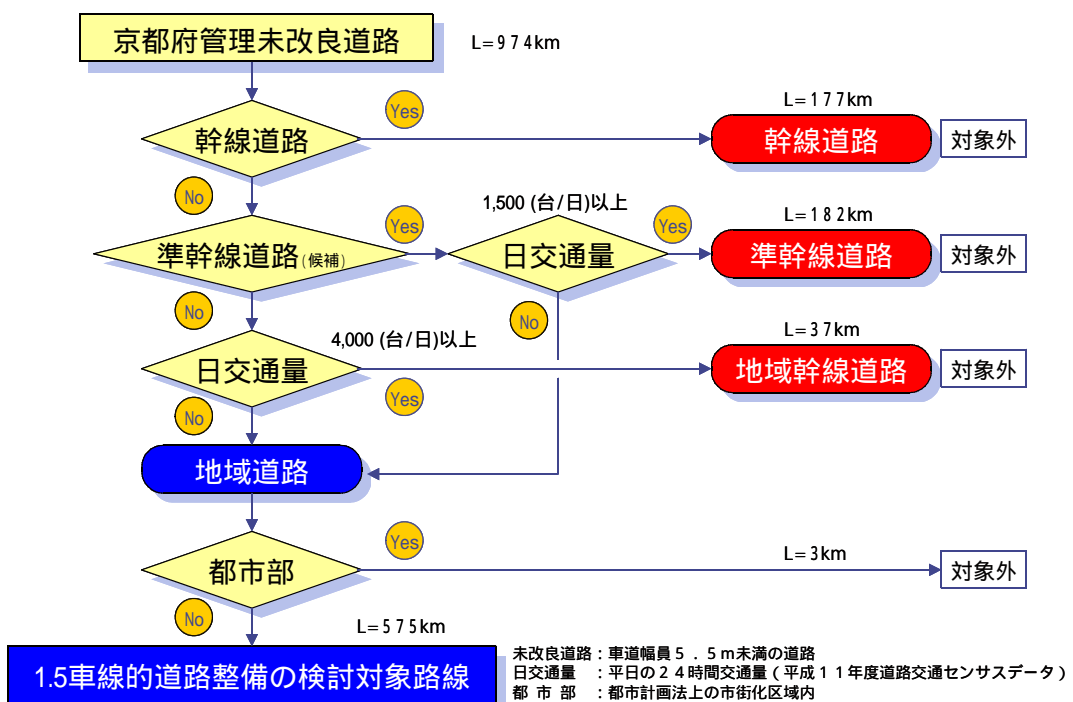 京都府管理未改良道路
L=974km
幹線道路
Yes
L=177km
幹線道路
対象外
No
準幹線道路(候補)
Yes
1,500 (台/日)以上
日交通量
Yes
L=182km
準幹線道路
対象外
No
No
日交通量
4,000 (台/日)以上
Yes
L=37km
地域幹線道路
対象外
No
地域道路
都市部
Yes
L=3km
対象外
No
L=575km
1.5車線的道路整備の検討対象路線
未改良道路：車道幅員５．５ｍ未満の道路
日交通量　：平日の２４時間交通量（平成１１年度道路交通センサスデータ）
都 市 部　：都市計画法上の市街化区域内